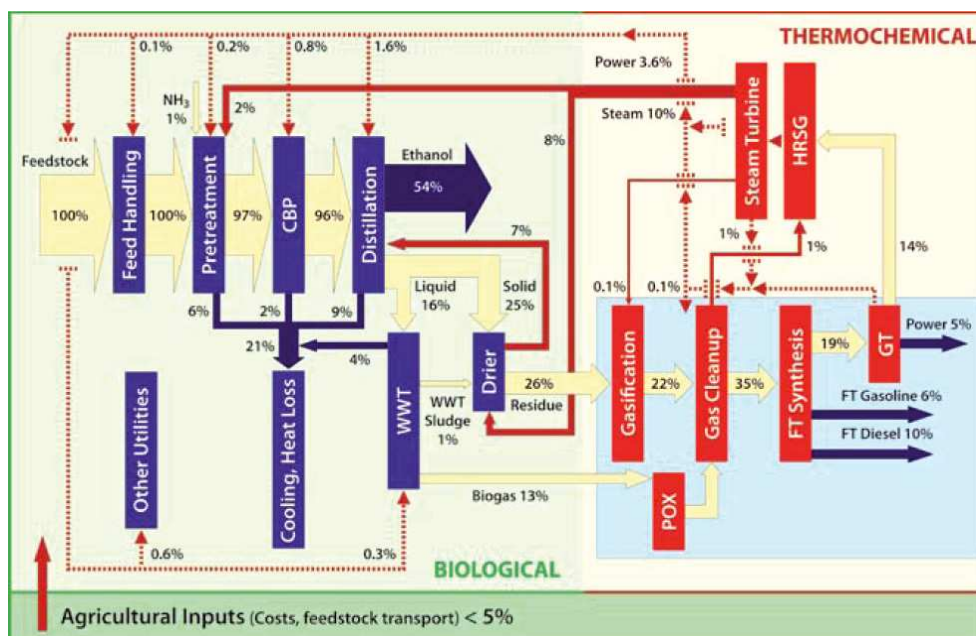 THERMOCHEMICAL
0.1%
0.2%
0.8%
1.6%
Power 3.6%
NH3
1%
2%
8%
Steam 10%
Steam Turbine
HRSG
Feedstock
100%
Feed Handling
100%
Pretreatment
97%
CBP
96%
Distillation
Ethanol
54%
7%
1%
1%
14%
Liquid
16%
Solid
25%
0.1%
0.1%
6%
2%
9%
21%
4%
Power 5%
19%
GT
Other Utilities
Cooling, Heat Loss
WWT
WWT
Sludge
1%
Drier
26%
Residue
Gasification
22%
Gas Cleanup
35%
FT Synthesis
FT Gasoline 6%
FT Diesel 10%
Biogas 13%
POX
0.6%
0.3%
BIOLOGICAL
Agricultural Inputs (Costs, feedstock transport) < 5%